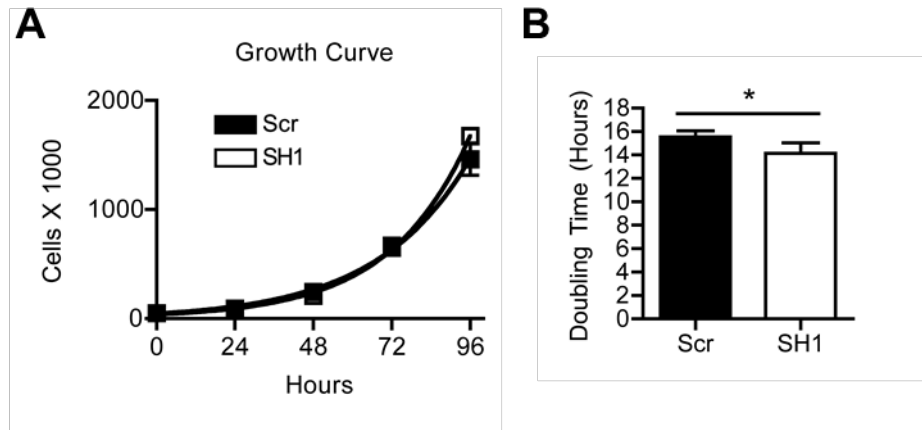 A
Growth Curve
2000
1000
0
Cells X 1000
Scr
SH1
0 24 48 72 96
Hours
B
*
18
16
14
12
10
8
6
4
2
0
Doubling Time (Hours)
Scr SH1